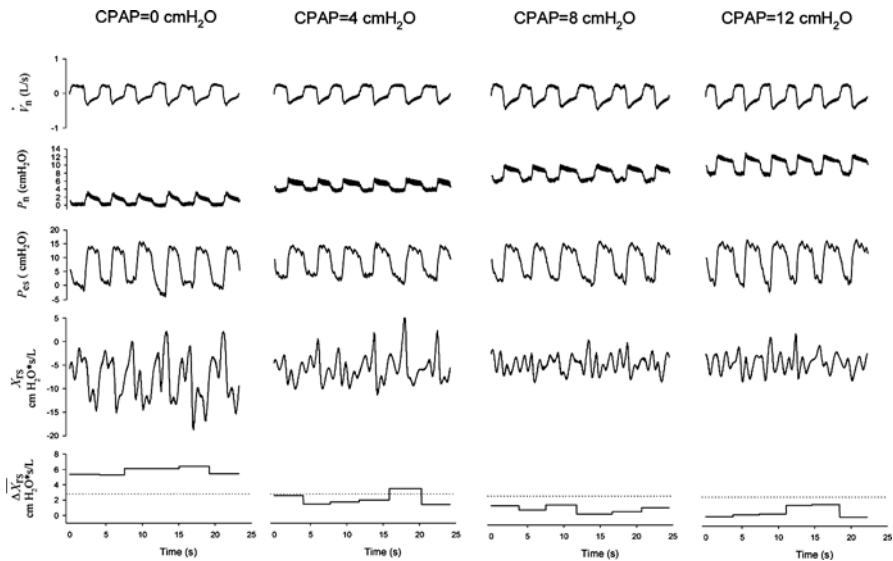 CPAP=0 cmH₂O CPAP=4 cmH₂O CPAP=8 cmH₂O CPAP=12 cmH₂O
V̇n (L/s)
1
0
-1
Pn (cmH₂O)
14
12
10
8
6
4
2
0
Pes ( cmH₂O)
20
15
10
5
0
-5
Xrs
cm H₂O*s/L
5
0
-5
-10
-15
-20
ΔX̅rs
cm H₂O*s/L
8
6
4
2
0
0 5 10 15 20 25 0 5 10 15 20 25 0 5 10 15 20 25 0 5 10 15 20 25
Time (s) Time (s) Time (s) Time (s)